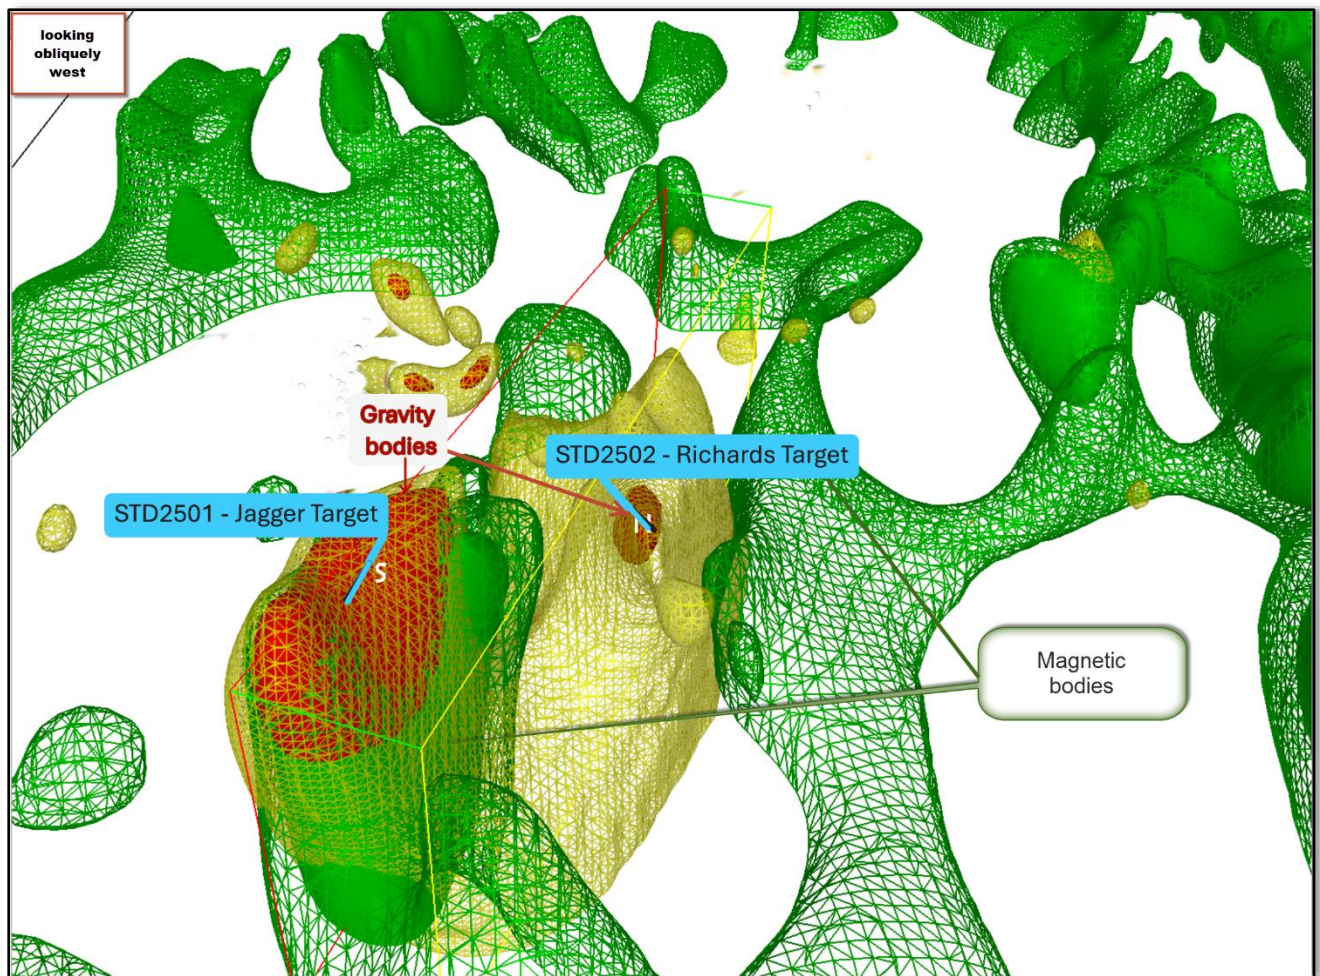 looking
obliquely
west
Gravity
bodies
STD2502 - Richards Target
STD2501 - Jagger Target
S
N
Magnetic
bodies